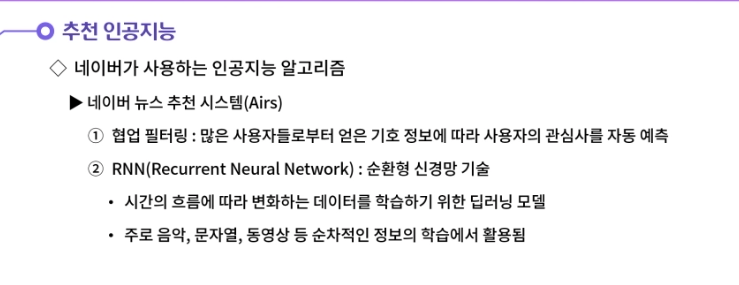 추천 인공지능
◇ 네이버가 사용하는 인공지능 알고리즘
▶ 네이버 뉴스 추천 시스템(Airs)
① 협업 필터링 : 많은 사용자들로부터 얻은 기호 정보에 따라 사용자의 관심사를 자동 예측
② RNN(Recurrent Neural Network) : 순환형 신경망 기술
• 시간의 흐름에 따라 변화하는 데이터를 학습하기 위한 딥러닝 모델
• 주로 음악, 문자열, 동영상 등 순차적인 정보의 학습에서 활용됨